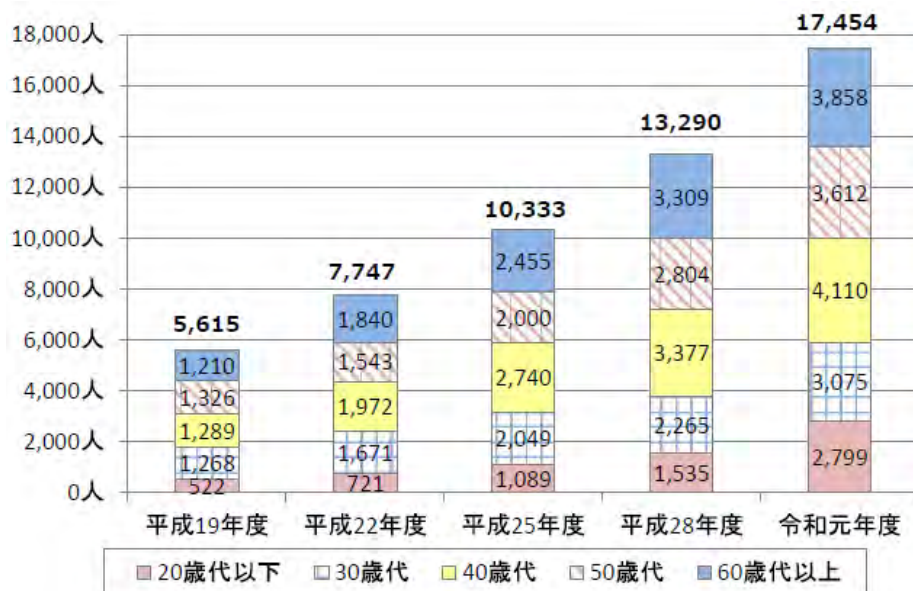 18,000人
16,000人
14,000人
12,000人
10,000人
8,000人
6,000人
4,000人
2,000人
0人
5,615
1,210
1,326
1,289
1,268
522
7,747
1,840
1,543
1,972
1,671
721
10,333
2,455
2,000
2,740
2,049
1,089
13,290
3,309
2,804
3,377
2,265
1,535
17,454
3,858
3,612
4,110
3,075
2,799
平成19年度 平成22年度 平成25年度 平成28年度 令和元年度
20歳代以下 30歳代 40歳代 50歳代 60歳代以上